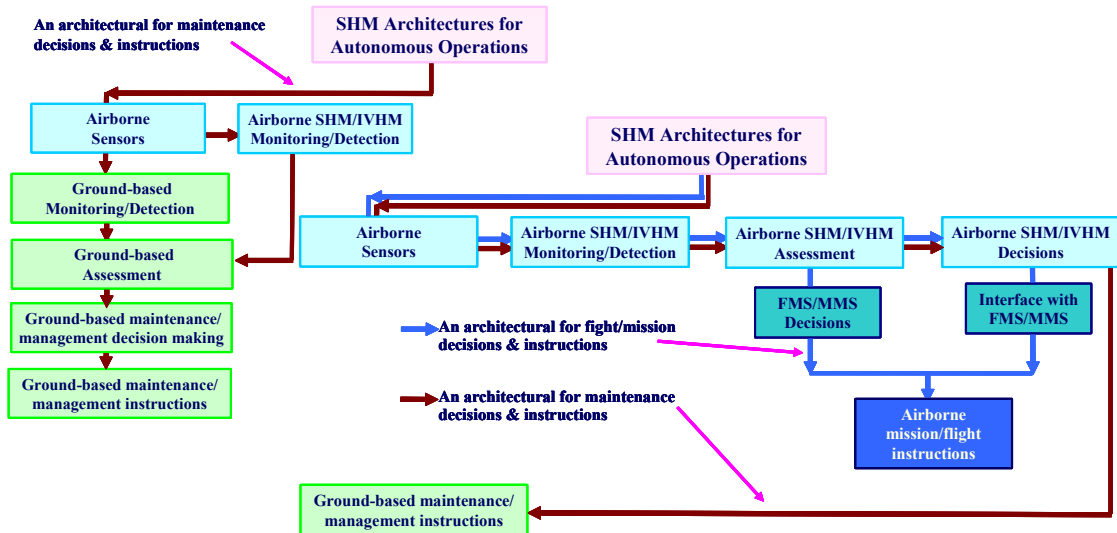 An architectural for maintenance
decisions & instructions
SHM Architectures for
Autonomous Operations
Airborne
Sensors
Airborne SHM/IVHM
Monitoring/Detection
Ground-based
Monitoring/Detection
Ground-based
Assessment
Ground-based maintenance/
management decision making
Ground-based maintenance/
management instructions
SHM Architectures for
Autonomous Operations
Airborne
Sensors
Airborne SHM/IVHM
Monitoring/Detection
Airborne SHM/IVHM
Assessment
Airborne SHM/IVHM
Decisions
FMS/MMS
Decisions
Interface with
FMS/MMS
An architectural for fight/mission
decisions & instructions
An architectural for maintenance
decisions & instructions
Airborne
mission/flight
instructions
Ground-based maintenance/
management instructions